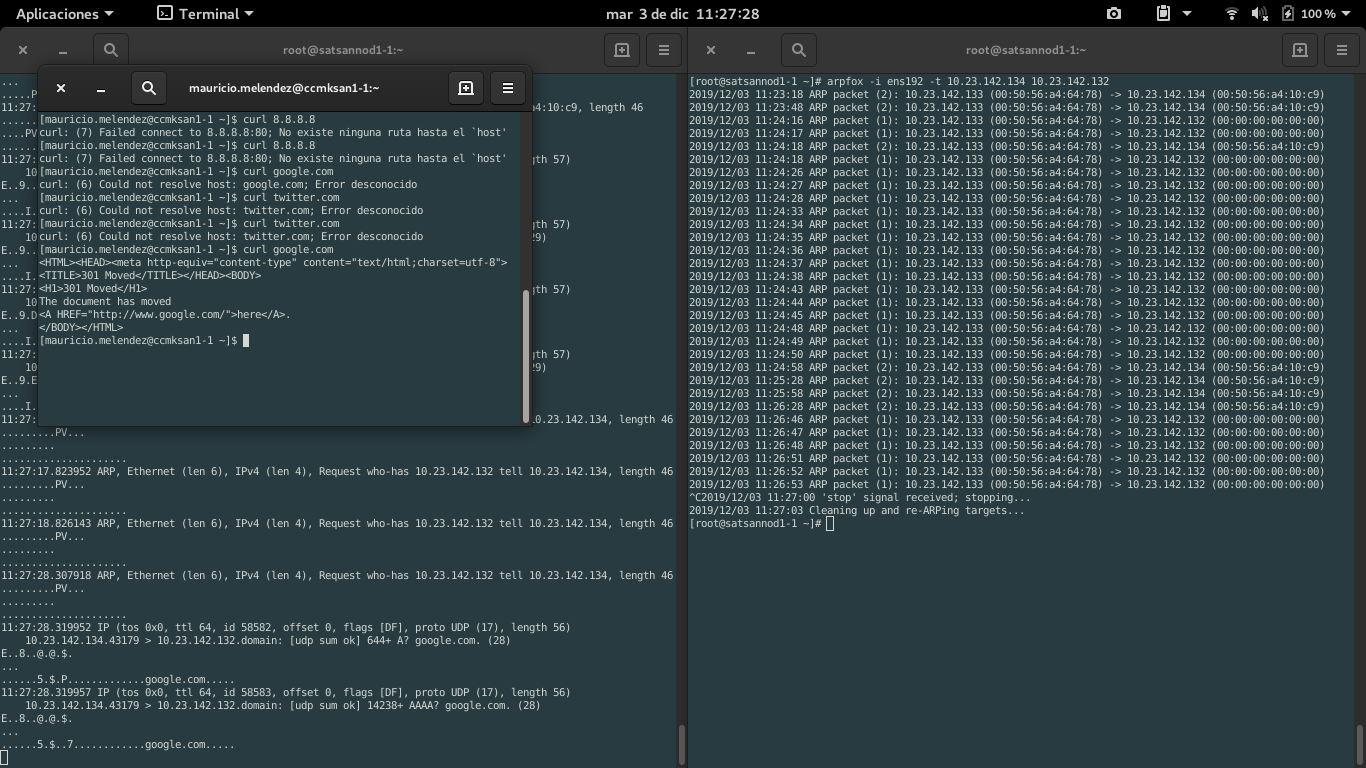 Aplicaciones
Terminal
mar 3 de dic 11:27:28
100 %
root@satsannod1-1:~
root@satsannod1-1:~
mauricio.melendez@ccmksan1-1:~
[mauricio.melendez@ccmksan1-1 ~]$ curl 8.8.8.8
curl: (7) Failed connect to 8.8.8.8:80; No existe ninguna ruta hasta el `host'
[mauricio.melendez@ccmksan1-1 ~]$ curl 8.8.8.8
curl: (7) Failed connect to 8.8.8.8:80; No existe ninguna ruta hasta el `host'
[mauricio.melendez@ccmksan1-1 ~]$ curl google.com
curl: (6) Could not resolve host: google.com; Error desconocido
[mauricio.melendez@ccmksan1-1 ~]$ curl twitter.com
curl: (6) Could not resolve host: twitter.com; Error desconocido
[mauricio.melendez@ccmksan1-1 ~]$ curl twitter.com
curl: (6) Could not resolve host: twitter.com; Error desconocido
[mauricio.melendez@ccmksan1-1 ~]$ curl google.com
<HTML><HEAD><meta http-equiv="content-type" content="text/html;charset=utf-8">
<TITLE>301 Moved</TITLE></HEAD><BODY>
<H1>301 Moved</H1>
The document has moved
<A HREF="http://www.google.com/">here</A>.
</BODY></HTML>
[mauricio.melendez@ccmksan1-1 ~]$
...
.....P
11:27: a4:10:c9, length 46
......
....PV
11:27: gth 57)
10
E..9..
...
....I.
11:27: gth 57)
10 29)
E..9..
...
....I.
11:27: gth 57)
10
E..9.D
...
....I.
11:27: gth 57)
10 29)
E..9.E
...
....I.
11:27: 10.23.142.134, length 46
.........PV...
.........
.....................
11:27:17.823952 ARP, Ethernet (len 6), IPv4 (len 4), Request who-has 10.23.142.132 tell 10.23.142.134, length 46
.........PV...
.........
.....................
11:27:18.826143 ARP, Ethernet (len 6), IPv4 (len 4), Request who-has 10.23.142.132 tell 10.23.142.134, length 46
.........PV...
.........
.....................
11:27:28.307918 ARP, Ethernet (len 6), IPv4 (len 4), Request who-has 10.23.142.132 tell 10.23.142.134, length 46
.........PV...
.........
.....................
11:27:28.319952 IP (tos 0x0, ttl 64, id 58582, offset 0, flags [DF], proto UDP (17), length 56)
10.23.142.134.43179 > 10.23.142.132.domain: [udp sum ok] 644+ A? google.com. (28)
E..8..@.@.$.
...
......5.$.P.............google.com.....
11:27:28.319957 IP (tos 0x0, ttl 64, id 58583, offset 0, flags [DF], proto UDP (17), length 56)
10.23.142.134.43179 > 10.23.142.132.domain: [udp sum ok] 14238+ AAAA? google.com. (28)
E..8..@.@.$.
...
......5.$..7............google.com.....
[root@satsannod1-1 ~]# arpfox -i ens192 -t 10.23.142.134 10.23.142.132
2019/12/03 11:23:18 ARP packet (2): 10.23.142.133 (00:50:56:a4:64:78) -> 10.23.142.134 (00:50:56:a4:10:c9)
2019/12/03 11:23:48 ARP packet (2): 10.23.142.133 (00:50:56:a4:64:78) -> 10.23.142.134 (00:50:56:a4:10:c9)
2019/12/03 11:24:16 ARP packet (1): 10.23.142.133 (00:50:56:a4:64:78) -> 10.23.142.132 (00:00:00:00:00:00)
2019/12/03 11:24:17 ARP packet (1): 10.23.142.133 (00:50:56:a4:64:78) -> 10.23.142.132 (00:00:00:00:00:00)
2019/12/03 11:24:18 ARP packet (2): 10.23.142.133 (00:50:56:a4:64:78) -> 10.23.142.134 (00:50:56:a4:10:c9)
2019/12/03 11:24:18 ARP packet (1): 10.23.142.133 (00:50:56:a4:64:78) -> 10.23.142.132 (00:00:00:00:00:00)
2019/12/03 11:24:26 ARP packet (1): 10.23.142.133 (00:50:56:a4:64:78) -> 10.23.142.132 (00:00:00:00:00:00)
2019/12/03 11:24:27 ARP packet (1): 10.23.142.133 (00:50:56:a4:64:78) -> 10.23.142.132 (00:00:00:00:00:00)
2019/12/03 11:24:28 ARP packet (1): 10.23.142.133 (00:50:56:a4:64:78) -> 10.23.142.132 (00:00:00:00:00:00)
2019/12/03 11:24:33 ARP packet (1): 10.23.142.133 (00:50:56:a4:64:78) -> 10.23.142.132 (00:00:00:00:00:00)
2019/12/03 11:24:34 ARP packet (1): 10.23.142.133 (00:50:56:a4:64:78) -> 10.23.142.132 (00:00:00:00:00:00)
2019/12/03 11:24:35 ARP packet (1): 10.23.142.133 (00:50:56:a4:64:78) -> 10.23.142.132 (00:00:00:00:00:00)
2019/12/03 11:24:36 ARP packet (1): 10.23.142.133 (00:50:56:a4:64:78) -> 10.23.142.132 (00:00:00:00:00:00)
2019/12/03 11:24:37 ARP packet (1): 10.23.142.133 (00:50:56:a4:64:78) -> 10.23.142.132 (00:00:00:00:00:00)
2019/12/03 11:24:38 ARP packet (1): 10.23.142.133 (00:50:56:a4:64:78) -> 10.23.142.132 (00:00:00:00:00:00)
2019/12/03 11:24:43 ARP packet (1): 10.23.142.133 (00:50:56:a4:64:78) -> 10.23.142.132 (00:00:00:00:00:00)
2019/12/03 11:24:44 ARP packet (1): 10.23.142.133 (00:50:56:a4:64:78) -> 10.23.142.132 (00:00:00:00:00:00)
2019/12/03 11:24:45 ARP packet (1): 10.23.142.133 (00:50:56:a4:64:78) -> 10.23.142.132 (00:00:00:00:00:00)
2019/12/03 11:24:48 ARP packet (1): 10.23.142.133 (00:50:56:a4:64:78) -> 10.23.142.132 (00:00:00:00:00:00)
2019/12/03 11:24:49 ARP packet (1): 10.23.142.133 (00:50:56:a4:64:78) -> 10.23.142.132 (00:00:00:00:00:00)
2019/12/03 11:24:50 ARP packet (1): 10.23.142.133 (00:50:56:a4:64:78) -> 10.23.142.132 (00:00:00:00:00:00)
2019/12/03 11:24:58 ARP packet (2): 10.23.142.133 (00:50:56:a4:64:78) -> 10.23.142.134 (00:50:56:a4:10:c9)
2019/12/03 11:25:28 ARP packet (2): 10.23.142.133 (00:50:56:a4:64:78) -> 10.23.142.134 (00:50:56:a4:10:c9)
2019/12/03 11:25:58 ARP packet (2): 10.23.142.133 (00:50:56:a4:64:78) -> 10.23.142.134 (00:50:56:a4:10:c9)
2019/12/03 11:26:28 ARP packet (2): 10.23.142.133 (00:50:56:a4:64:78) -> 10.23.142.134 (00:50:56:a4:10:c9)
2019/12/03 11:26:46 ARP packet (1): 10.23.142.133 (00:50:56:a4:64:78) -> 10.23.142.132 (00:00:00:00:00:00)
2019/12/03 11:26:47 ARP packet (1): 10.23.142.133 (00:50:56:a4:64:78) -> 10.23.142.132 (00:00:00:00:00:00)
2019/12/03 11:26:48 ARP packet (1): 10.23.142.133 (00:50:56:a4:64:78) -> 10.23.142.132 (00:00:00:00:00:00)
2019/12/03 11:26:51 ARP packet (1): 10.23.142.133 (00:50:56:a4:64:78) -> 10.23.142.132 (00:00:00:00:00:00)
2019/12/03 11:26:52 ARP packet (1): 10.23.142.133 (00:50:56:a4:64:78) -> 10.23.142.132 (00:00:00:00:00:00)
2019/12/03 11:26:53 ARP packet (1): 10.23.142.133 (00:50:56:a4:64:78) -> 10.23.142.132 (00:00:00:00:00:00)
^C2019/12/03 11:27:00 'stop' signal received; stopping...
2019/12/03 11:27:03 Cleaning up and re-ARPing targets...
[root@satsannod1-1 ~]#